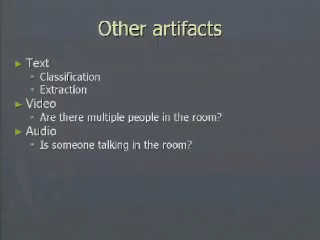 Other artifacts
Text
Classification
Extraction
Video
Are there multiple people in the room?
Audio
Is someone talking in the room?